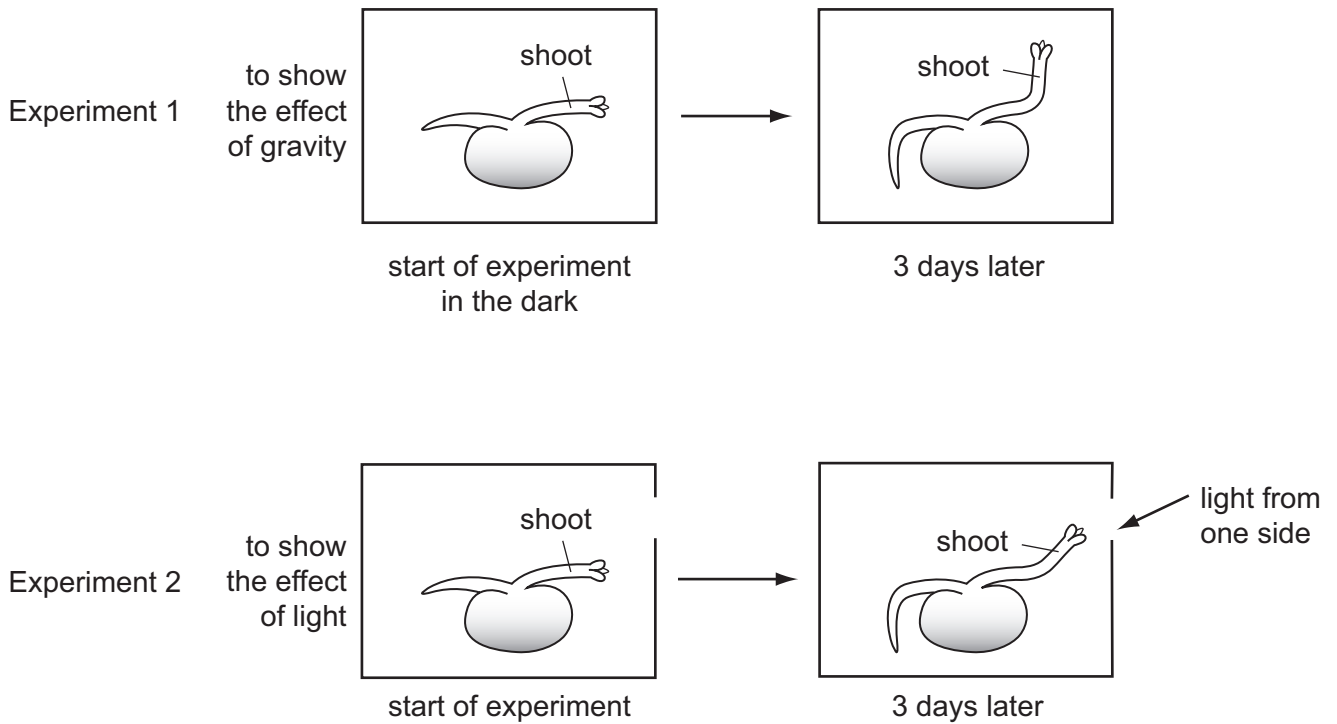 Experiment 1
to show
the effect
of gravity
shoot
shoot
start of experiment
in the dark
3 days later
Experiment 2
to show
the effect
of light
shoot
shoot
light from
one side
start of experiment
3 days later